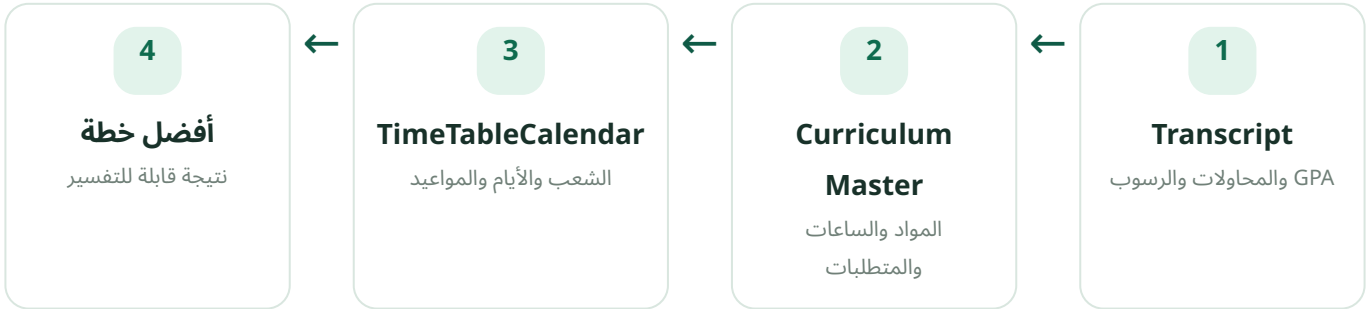 1
Transcript
GPA والمحاولات والرسوب
←
2
Curriculum
Master
المواد والساعات
والمتطلبات
←
3
TimeTableCalendar
الشعب والأيام والمواعيد
←
4
أفضل خطة
نتيجة قابلة للتفسير